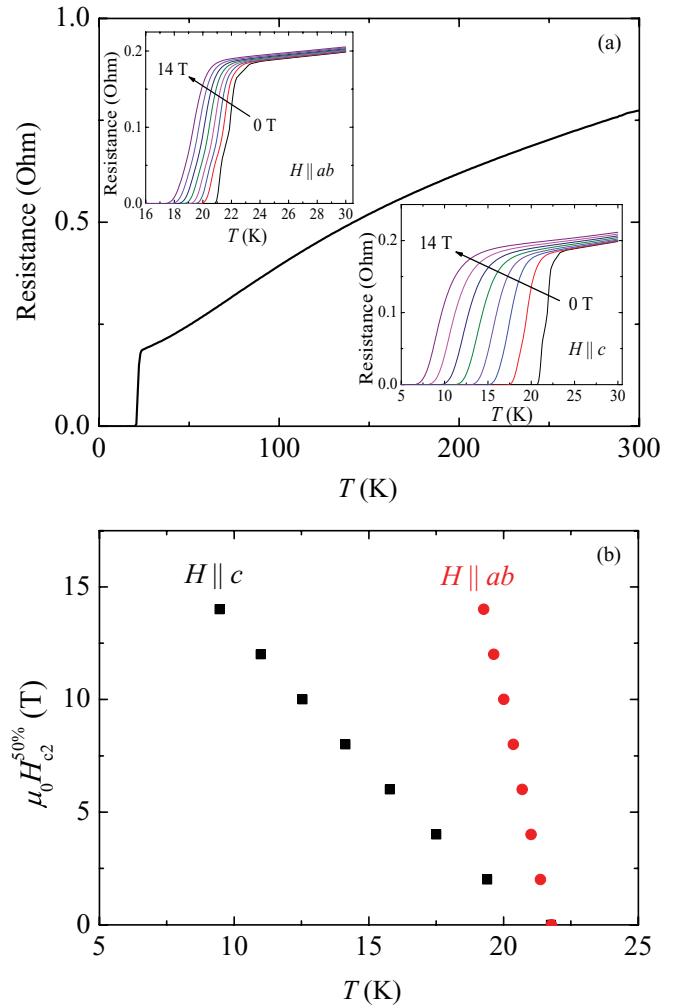 (a)
Resistance (Ohm)
1.0
0.5
0.0
0 100 200 300
T (K)
Resistance (Ohm)
0.2
0.1
0.0
14 T
0 T
H || ab
16 18 20 22 24 26 28 30
T (K)
Resistance (Ohm)
0.2
0.1
0.0
14 T
0 T
H || c
5 10 15 20 25 30
T (K)
(b)
H || c H || ab
μ₀H_{c2}^{50%} (T)
15
10
5
0
5 10 15 20 25
T (K)